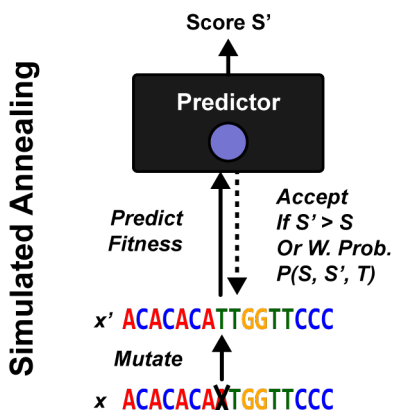 Score S’
Simulated Annealing
Predictor
Predict
Fitness
Accept
If S’ > S
Or W. Prob.
P(S, S’, T)
x’ ACACACATTGGTTCCC
Mutate
x ACACACAXTGGTTCCC